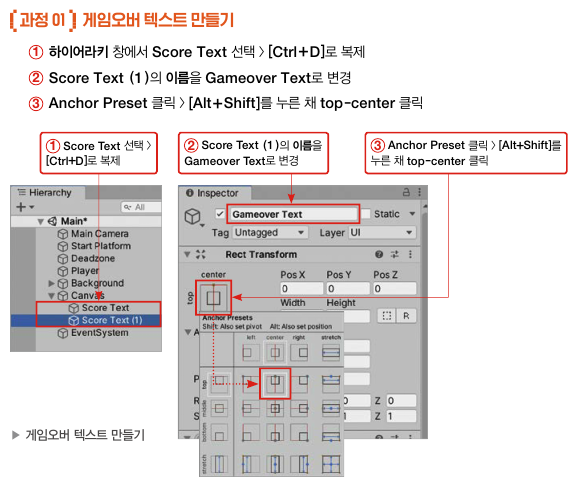 [과정 01] 게임오버 텍스트 만들기
① 하이어라키 창에서 Score Text 선택 > [Ctrl+D]로 복제
② Score Text (1)의 이름을 Gameover Text로 변경
③ Anchor Preset 클릭 > [Alt+Shift]를 누른 채 top-center 클릭
① Score Text 선택 >
[Ctrl+D]로 복제
② Score Text (1)의 이름을
Gameover Text로 변경
③ Anchor Preset 클릭 > [Alt+Shift]를
누른 채 top-center 클릭
Hierarchy
All
Main*
Main Camera
Start Platform
Deadzone
Player
Background
Canvas
Score Text
Score Text (1)
EventSystem
Inspector
Gameover Text
Static
Tag Untagged Layer UI
Rect Transform
center
top
Pos X Pos Y Pos Z
0 0 0
Width Height
R
Anchor Presets
Shift: Also set pivot Alt: Also set position
left center right stretch
top
middle
bottom
stretch
A
P
R 0 Z 0
S 1 Z 1
▶ 게임오버 텍스트 만들기